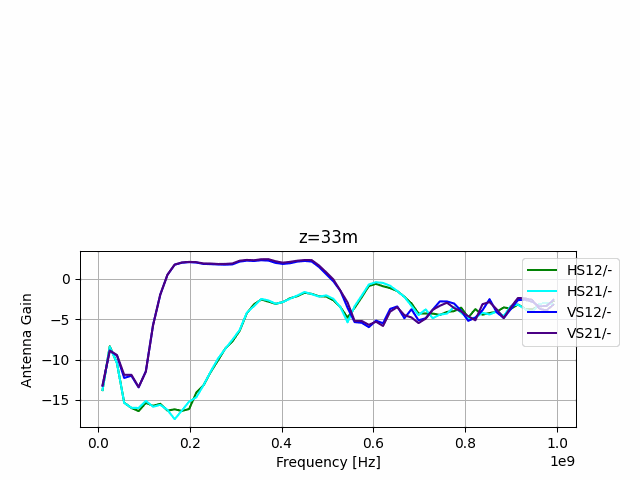 z=33m
Antenna Gain
0
−5
−10
−15
0.0 0.2 0.4 0.6 0.8 1.0
1e9
Frequency [Hz]
HS12/-
HS21/-
VS12/-
VS21/-